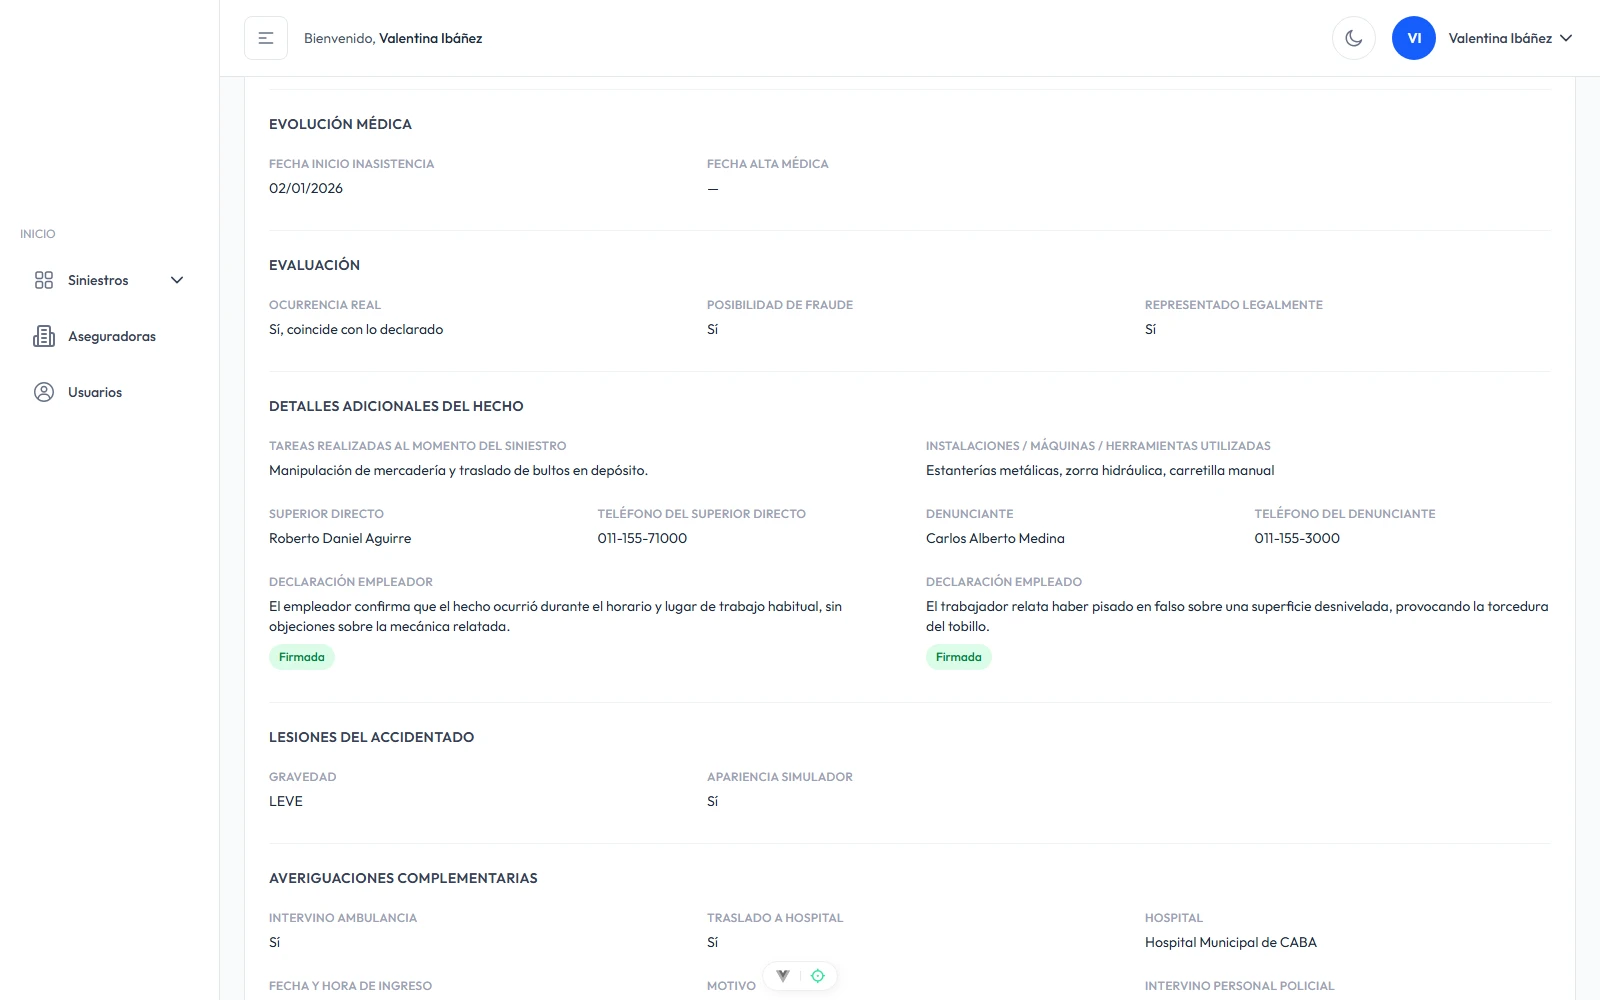 Bienvenido, Valentina Ibáñez
VI
Valentina Ibáñez
INICIO
Siniestros
Aseguradoras
Usuarios
EVOLUCIÓN MÉDICA
FECHA INICIO INASISTENCIA
02/01/2026
FECHA ALTA MÉDICA
—
EVALUACIÓN
OCURRENCIA REAL
Sí, coincide con lo declarado
POSIBILIDAD DE FRAUDE
Sí
REPRESENTADO LEGALMENTE
Sí
DETALLES ADICIONALES DEL HECHO
TAREAS REALIZADAS AL MOMENTO DEL SINIESTRO
Manipulación de mercadería y traslado de bultos en depósito.
INSTALACIONES / MÁQUINAS / HERRAMIENTAS UTILIZADAS
Estanterías metálicas, zorra hidráulica, carretilla manual
SUPERIOR DIRECTO
Roberto Daniel Aguirre
TELÉFONO DEL SUPERIOR DIRECTO
011-155-71000
DENUNCIANTE
Carlos Alberto Medina
TELÉFONO DEL DENUNCIANTE
011-155-3000
DECLARACIÓN EMPLEADOR
El empleador confirma que el hecho ocurrió durante el horario y lugar de trabajo habitual, sin
objeciones sobre la mecánica relatada.
Firmada
DECLARACIÓN EMPLEADO
El trabajador relata haber pisado en falso sobre una superficie desnivelada, provocando la torcedura
del tobillo.
Firmada
LESIONES DEL ACCIDENTADO
GRAVEDAD
LEVE
APARIENCIA SIMULADOR
Sí
AVERIGUACIONES COMPLEMENTARIAS
INTERVINO AMBULANCIA
Sí
TRASLADO A HOSPITAL
Sí
HOSPITAL
Hospital Municipal de CABA
FECHA Y HORA DE INGRESO
MOTIVO
INTERVINO PERSONAL POLICIAL